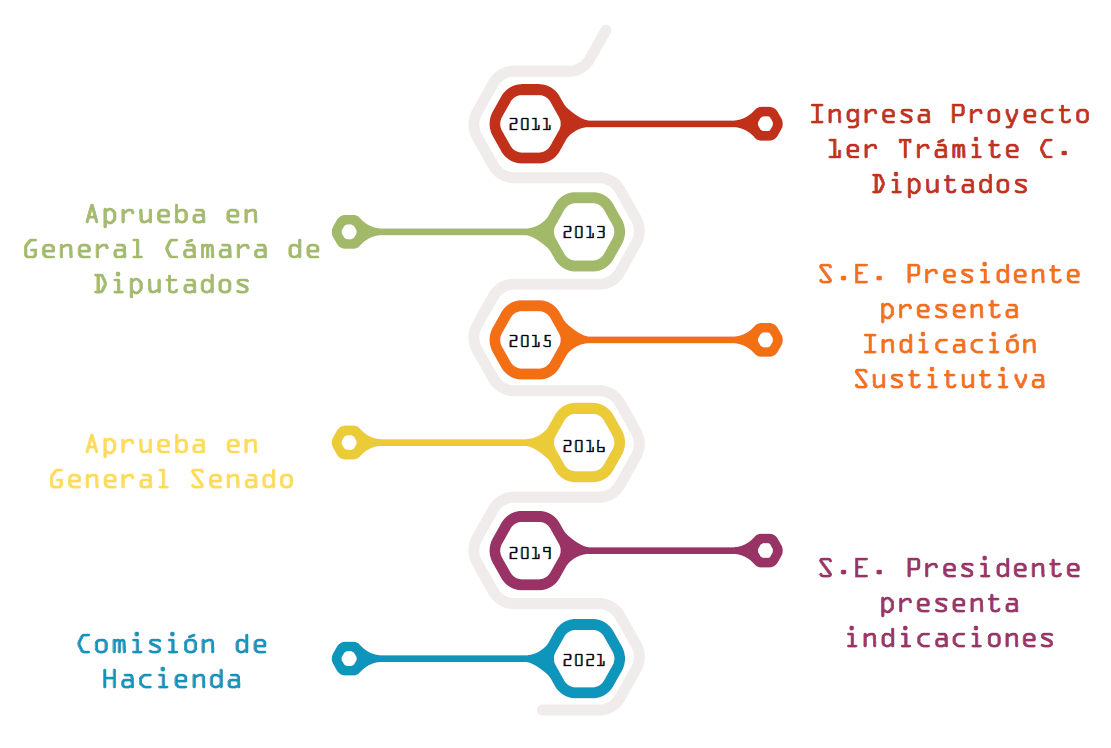 2011
Ingresa Proyecto
1er Trámite C.
Diputados
2013
Aprueba en
General Cámara de
Diputados
2015
S.E. Presidente
presenta
Indicación
Sustitutiva
2016
Aprueba en
General Senado
2019
S.E. Presidente
presenta
indicaciones
2021
Comisión de
Hacienda